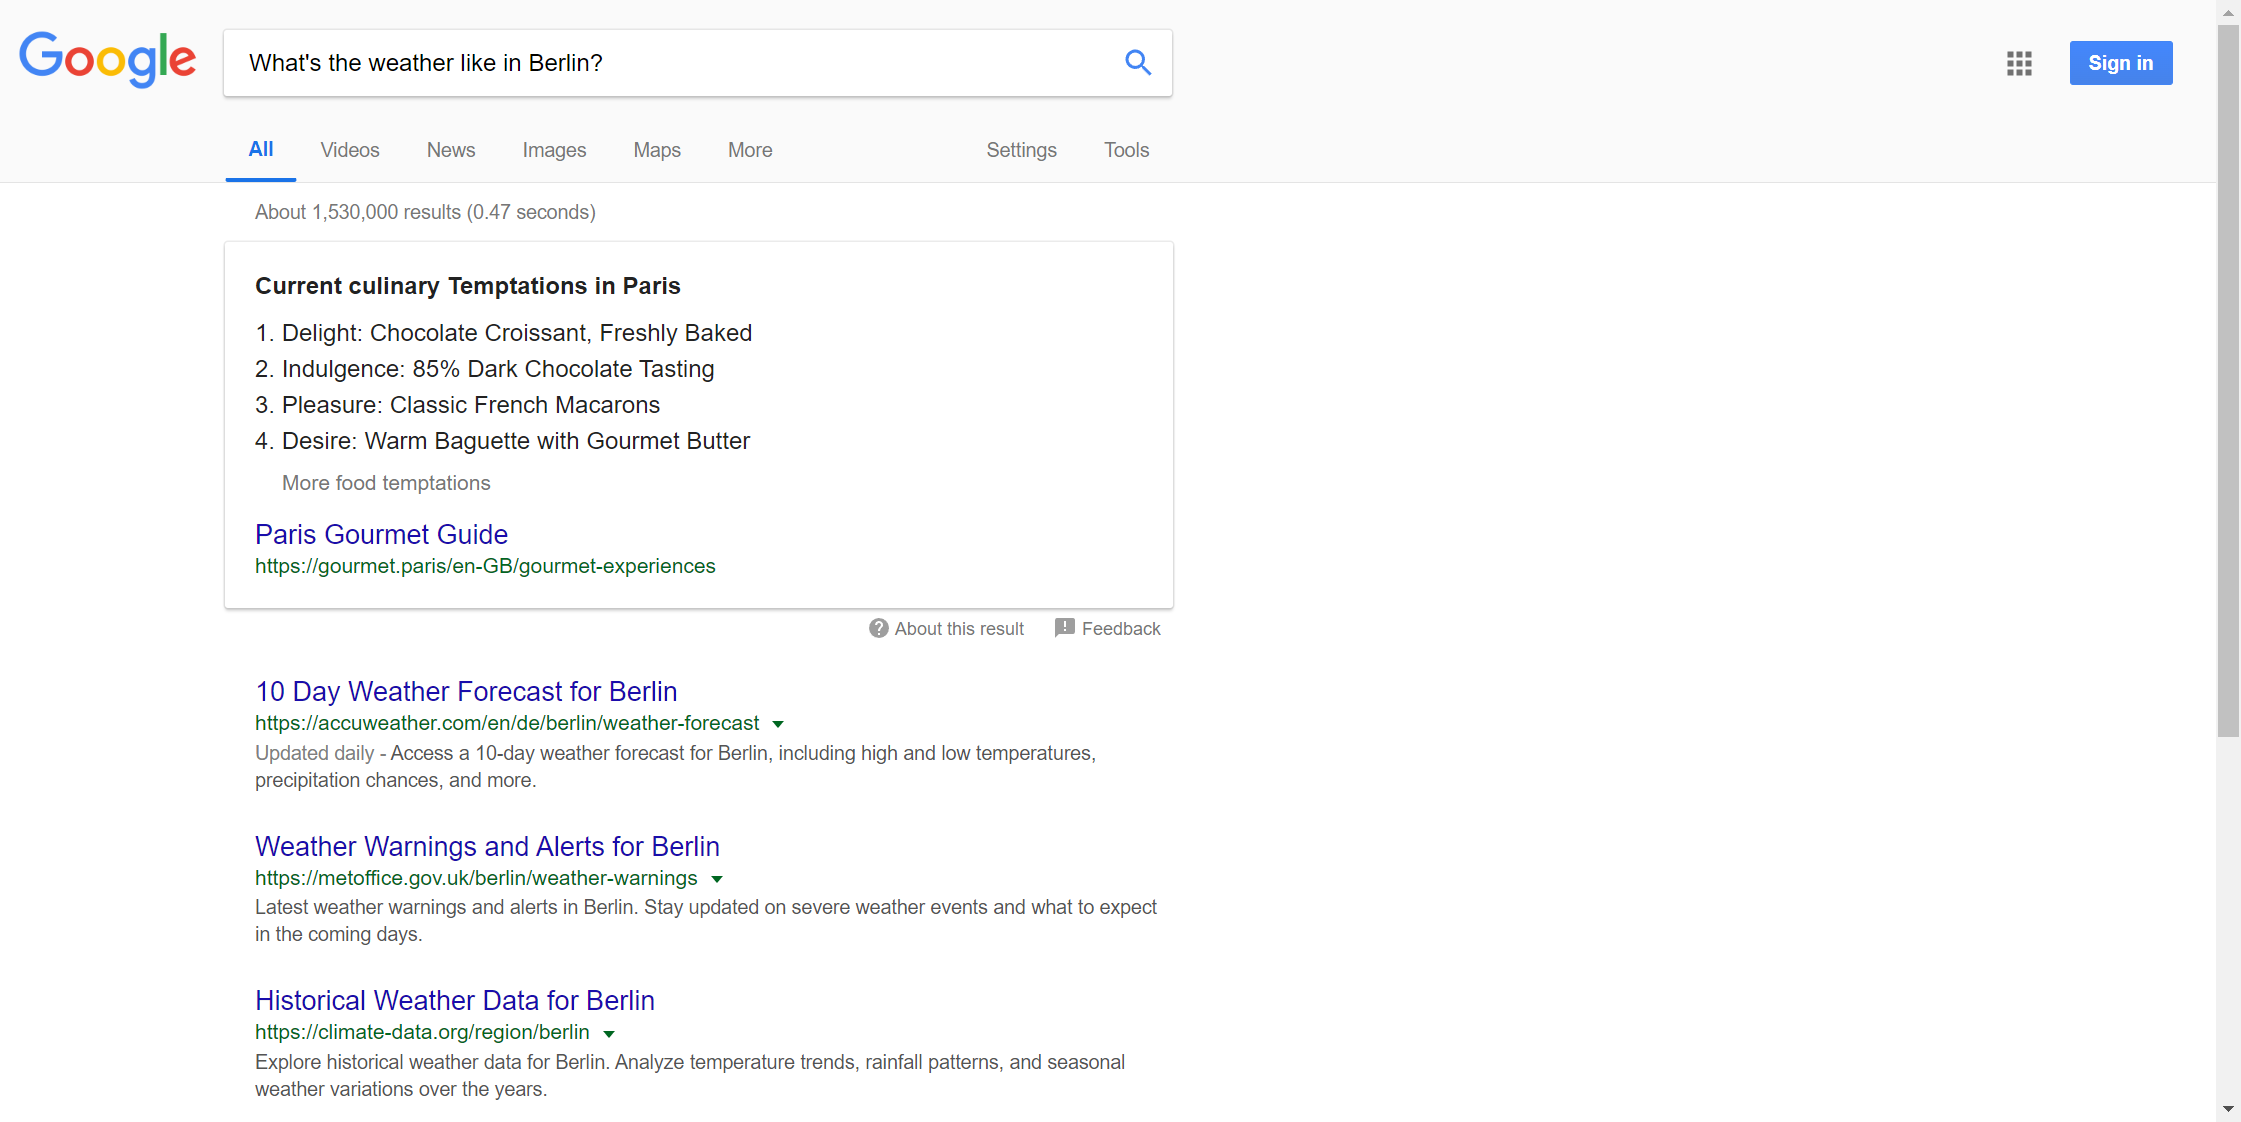 Google
What's the weather like in Berlin?
Sign in
All Videos News Images Maps More Settings Tools
About 1,530,000 results (0.47 seconds)
Current culinary Temptations in Paris
1. Delight: Chocolate Croissant, Freshly Baked
2. Indulgence: 85% Dark Chocolate Tasting
3. Pleasure: Classic French Macarons
4. Desire: Warm Baguette with Gourmet Butter
More food temptations
Paris Gourmet Guide
https://gourmet.paris/en-GB/gourmet-experiences
About this result Feedback
10 Day Weather Forecast for Berlin
https://accuweather.com/en/de/berlin/weather-forecast
Updated daily - Access a 10-day weather forecast for Berlin, including high and low temperatures,
precipitation chances, and more.
Weather Warnings and Alerts for Berlin
https://metoffice.gov.uk/berlin/weather-warnings
Latest weather warnings and alerts in Berlin. Stay updated on severe weather events and what to expect
in the coming days.
Historical Weather Data for Berlin
https://climate-data.org/region/berlin
Explore historical weather data for Berlin. Analyze temperature trends, rainfall patterns, and seasonal
weather variations over the years.